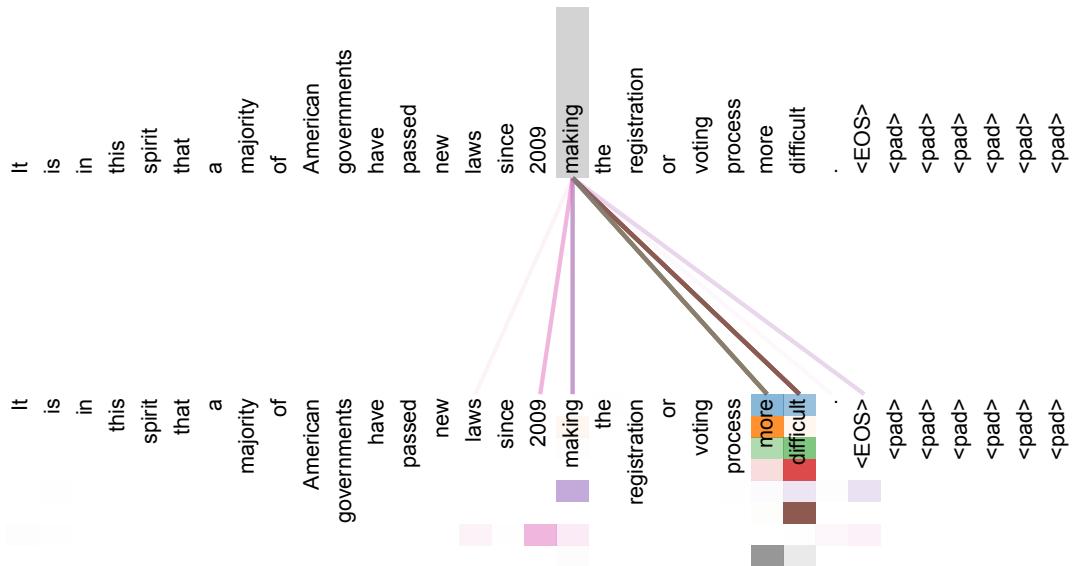 It is in this spirit that a majority of American governments have passed new laws since 2009 making the registration or voting process more difficult . <EOS> <pad> <pad> <pad> <pad> <pad> <pad>
It is in this spirit that a majority of American governments have passed new laws since 2009 making the registration or voting process more difficult . <EOS> <pad> <pad> <pad> <pad> <pad> <pad>